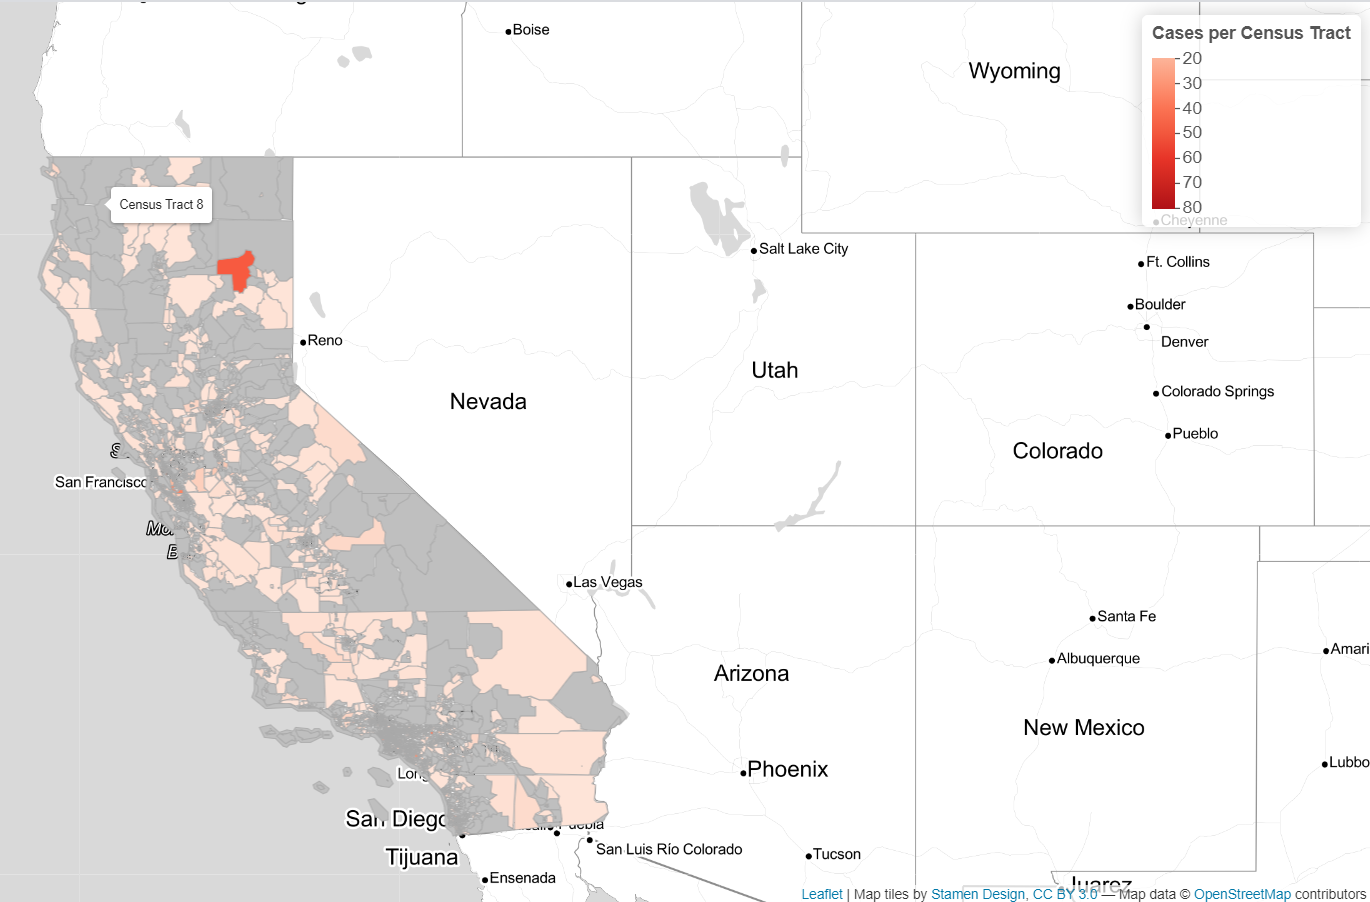 Boise
Wyoming
Cases per Census Tract
20
30
40
50
60
70
80
Cheyenne
Census Tract 8
Salt Lake City
Ft. Collins
Boulder
Denver
Reno
Utah
Nevada
Colorado Springs
Pueblo
Colorado
San Francisco
Las Vegas
Santa Fe
Albuquerque
Amari
Arizona
New Mexico
Phoenix
Lubbo
San Diego
San Luis Río Colorado
Tijuana
Tucson
Ensenada
Juarez
Leaflet | Map tiles by Stamen Design, CC BY 3.0 — Map data © OpenStreetMap contributors